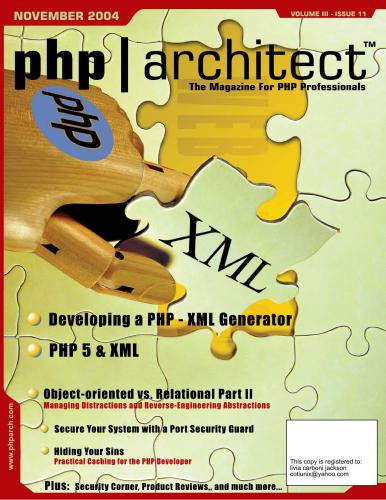 NOVEMBER 2004
VOLUME III - ISSUE 11
php|architect™
The Magazine For PHP Professionals
php
WEB
XML
Developing a PHP - XML Generator
PHP 5 & XML
Object-oriented vs. Relational Part II
Managing Distractions and Reverse-Engineering Abstractions
Secure Your System with a Port Security Guard
Hiding Your Sins
Practical Caching for the PHP Developer
Plus: Security Corner, Product Reviews,, and much more...
www.phparch.com
This copy is registered to:
livia carboni jackson
cotiunix@yahoo.com